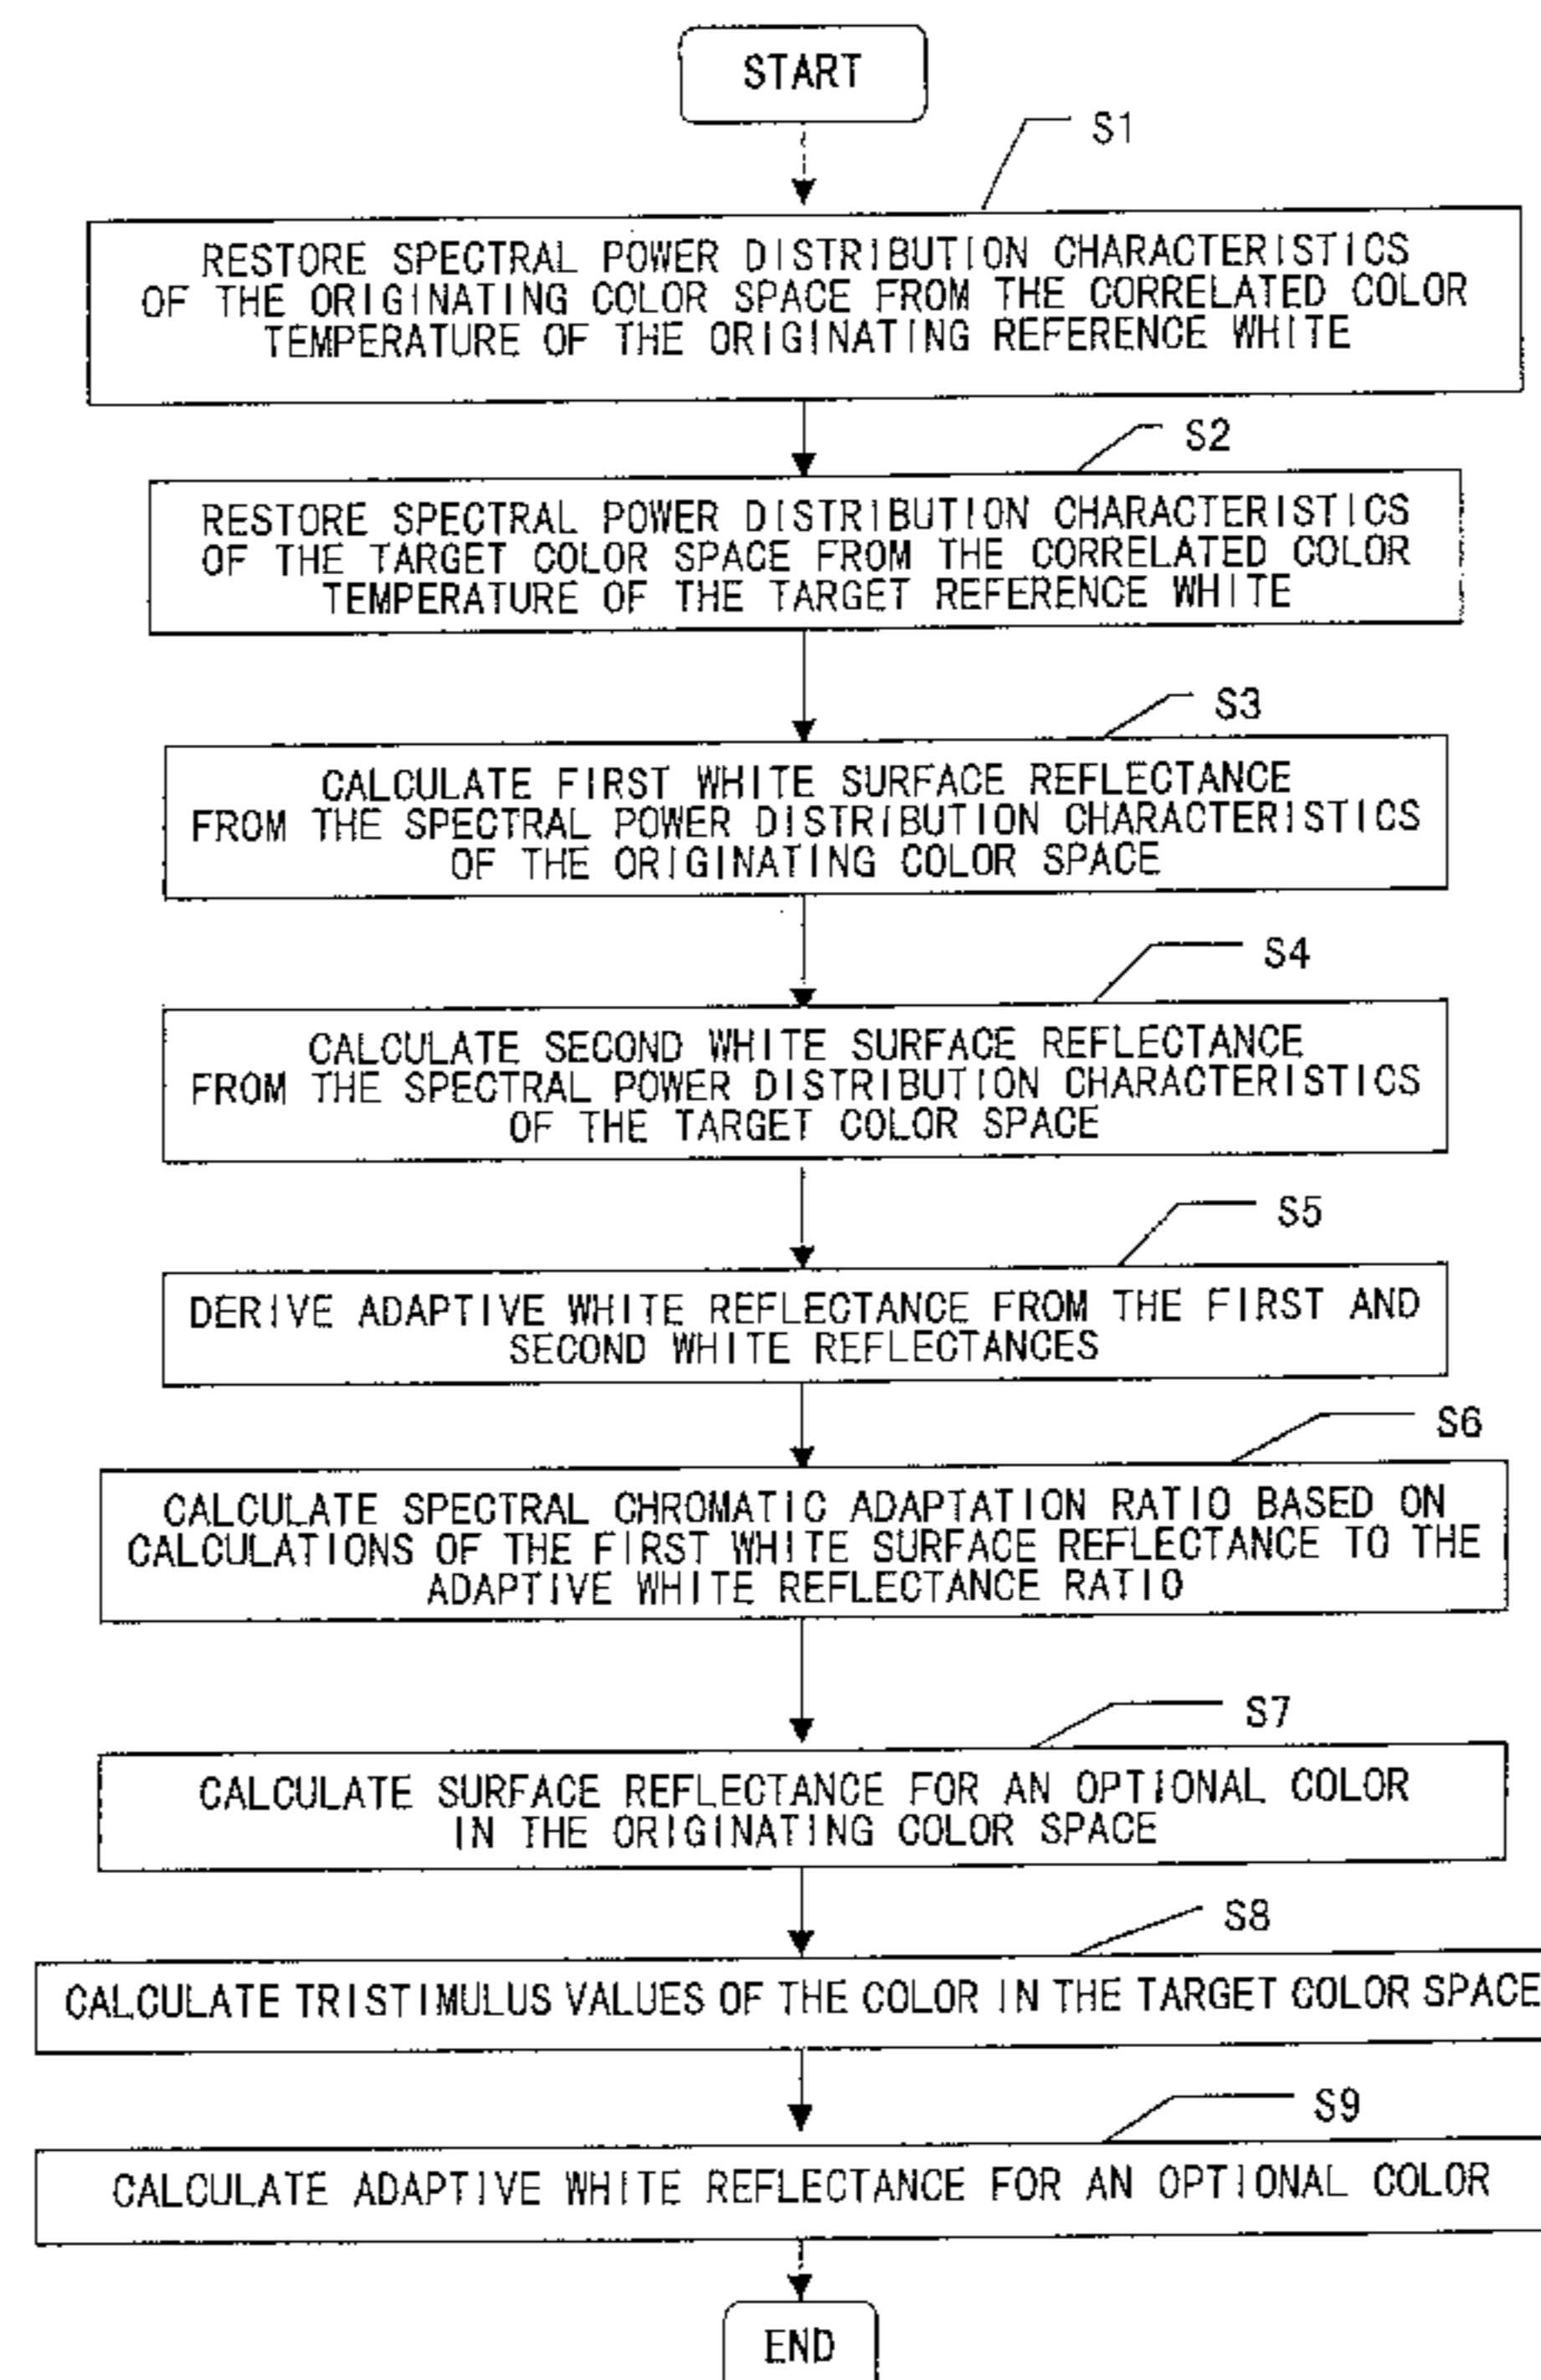 START
S1
RESTORE SPECTRAL POWER DISTRIBUTION CHARACTERISTICS
OF THE ORIGINATING COLOR SPACE FROM THE CORRELATED COLOR
TEMPERATURE OF THE ORIGINATING REFERENCE WHITE
S2
RESTORE SPECTRAL POWER DISTRIBUTION CHARACTERISTICS
OF THE TARGET COLOR SPACE FROM THE CORRELATED COLOR
TEMPERATURE OF THE TARGET REFERENCE WHITE
S3
CALCULATE FIRST WHITE SURFACE REFLECTANCE
FROM THE SPECTRAL POWER DISTRIBUTION CHARACTERISTICS
OF THE ORIGINATING COLOR SPACE
S4
CALCULATE SECOND WHITE SURFACE REFLECTANCE
FROM THE SPECTRAL POWER DISTRIBUTION CHARACTERISTICS
OF THE TARGET COLOR SPACE
S5
DERIVE ADAPTIVE WHITE REFLECTANCE FROM THE FIRST AND
SECOND WHITE REFLECTANCES
S6
CALCULATE SPECTRAL CHROMATIC ADAPTATION RATIO BASED ON
CALCULATIONS OF THE FIRST WHITE SURFACE REFLECTANCE TO THE
ADAPTIVE WHITE REFLECTANCE RATIO
S7
CALCULATE SURFACE REFLECTANCE FOR AN OPTIONAL COLOR
IN THE ORIGINATING COLOR SPACE
S8
CALCULATE TRISTIMULUS VALUES OF THE COLOR IN THE TARGET COLOR SPACE
S9
CALCULATE ADAPTIVE WHITE REFLECTANCE FOR AN OPTIONAL COLOR
END